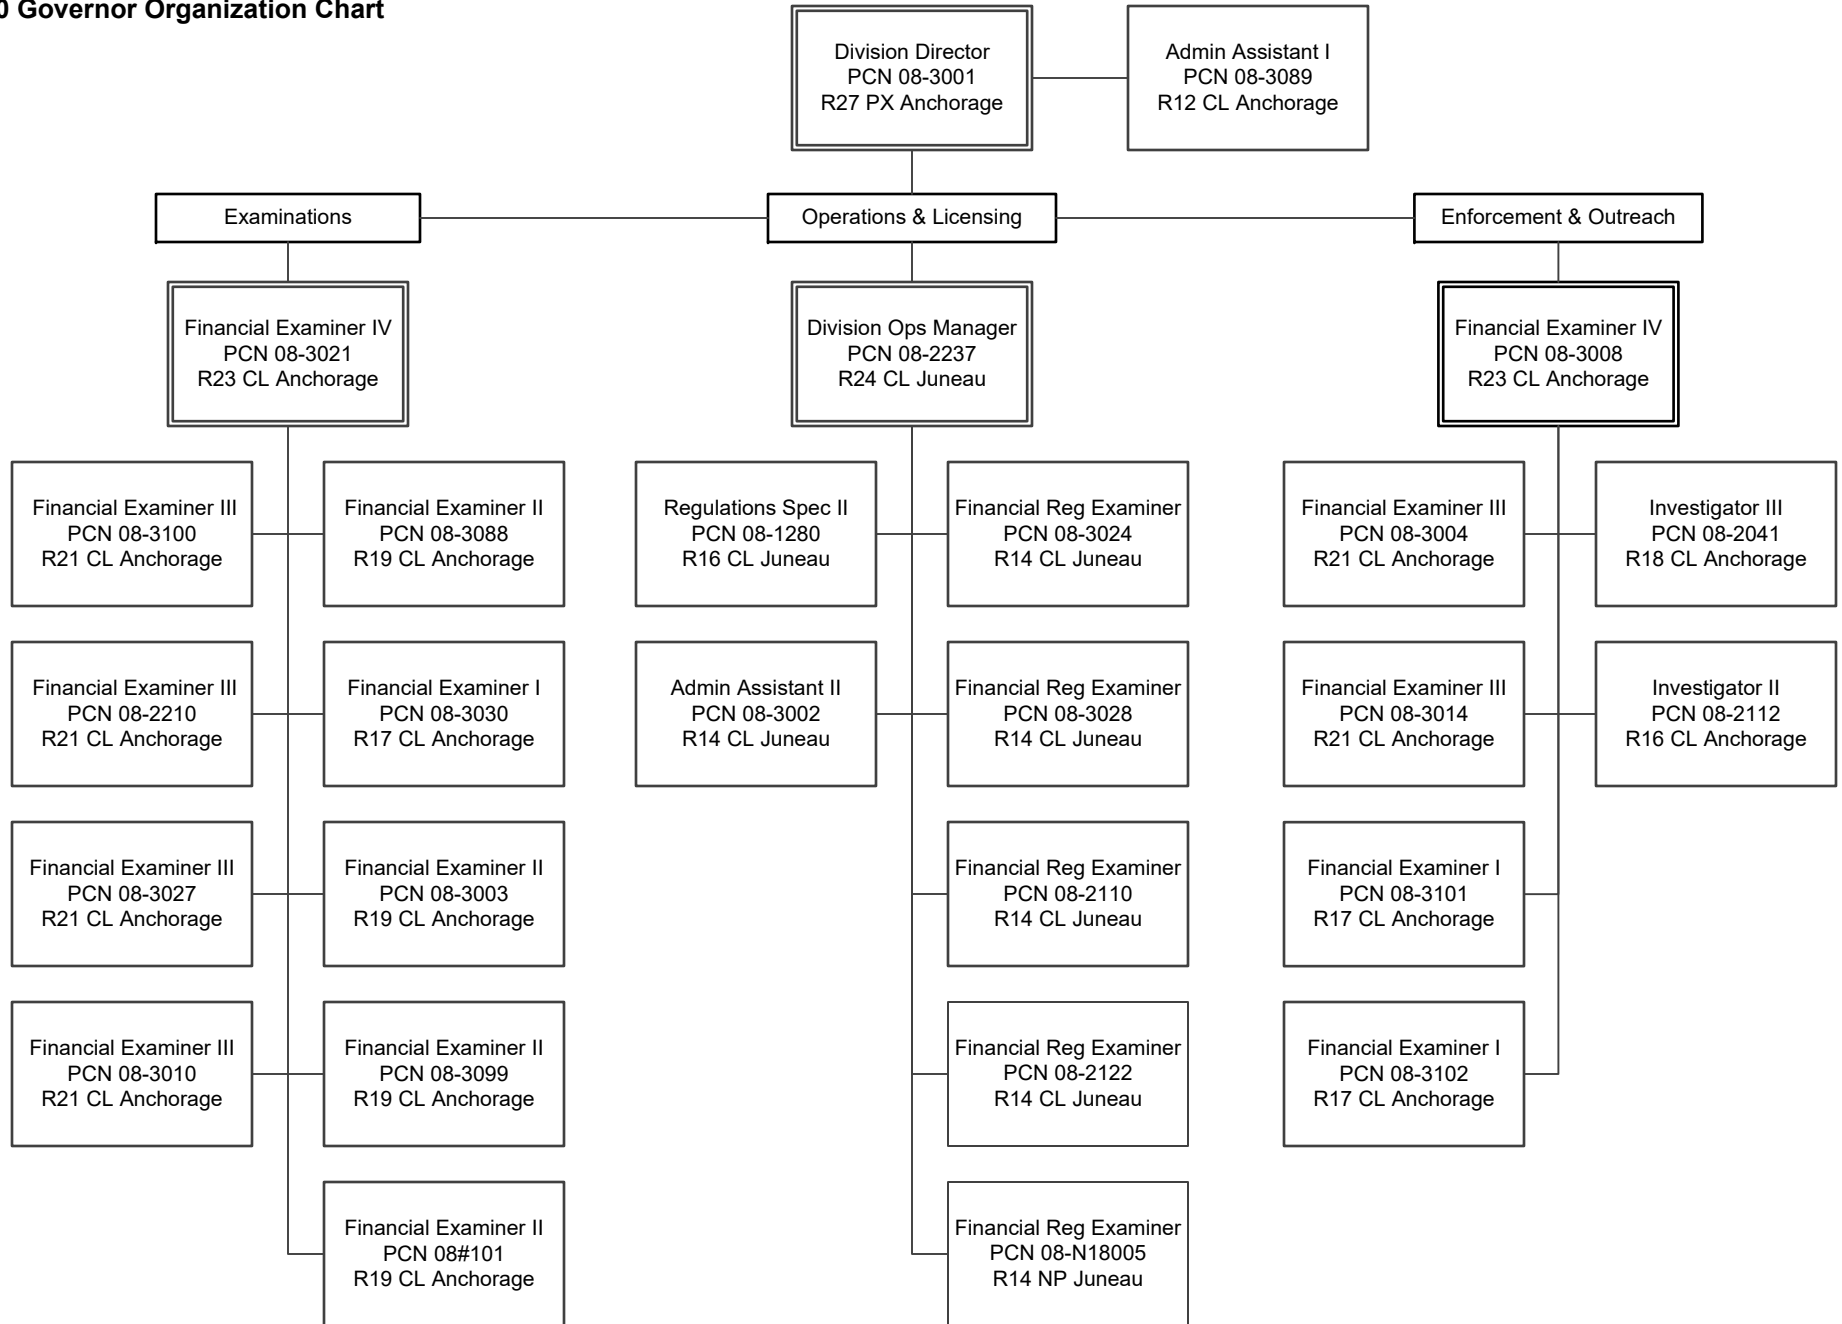 0 Governor Organization Chart
Division Director
PCN 08-3001
R27 PX Anchorage
Admin Assistant I
PCN 08-3089
R12 CL Anchorage
Examinations
Operations & Licensing
Enforcement & Outreach
Financial Examiner IV
PCN 08-3021
R23 CL Anchorage
Division Ops Manager
PCN 08-2237
R24 CL Juneau
Financial Examiner IV
PCN 08-3008
R23 CL Anchorage
Financial Examiner III
PCN 08-3100
R21 CL Anchorage
Financial Examiner II
PCN 08-3088
R19 CL Anchorage
Regulations Spec II
PCN 08-1280
R16 CL Juneau
Financial Reg Examiner
PCN 08-3024
R14 CL Juneau
Financial Examiner III
PCN 08-3004
R21 CL Anchorage
Investigator III
PCN 08-2041
R18 CL Anchorage
Financial Examiner III
PCN 08-2210
R21 CL Anchorage
Financial Examiner I
PCN 08-3030
R17 CL Anchorage
Admin Assistant II
PCN 08-3002
R14 CL Juneau
Financial Reg Examiner
PCN 08-3028
R14 CL Juneau
Financial Examiner III
PCN 08-3014
R21 CL Anchorage
Investigator II
PCN 08-2112
R16 CL Anchorage
Financial Examiner III
PCN 08-3027
R21 CL Anchorage
Financial Examiner II
PCN 08-3003
R19 CL Anchorage
Financial Reg Examiner
PCN 08-2110
R14 CL Juneau
Financial Examiner I
PCN 08-3101
R17 CL Anchorage
Financial Examiner III
PCN 08-3010
R21 CL Anchorage
Financial Examiner II
PCN 08-3099
R19 CL Anchorage
Financial Reg Examiner
PCN 08-2122
R14 CL Juneau
Financial Examiner I
PCN 08-3102
R17 CL Anchorage
Financial Examiner II
PCN 08#101
R19 CL Anchorage
Financial Reg Examiner
PCN 08-N18005
R14 NP Juneau